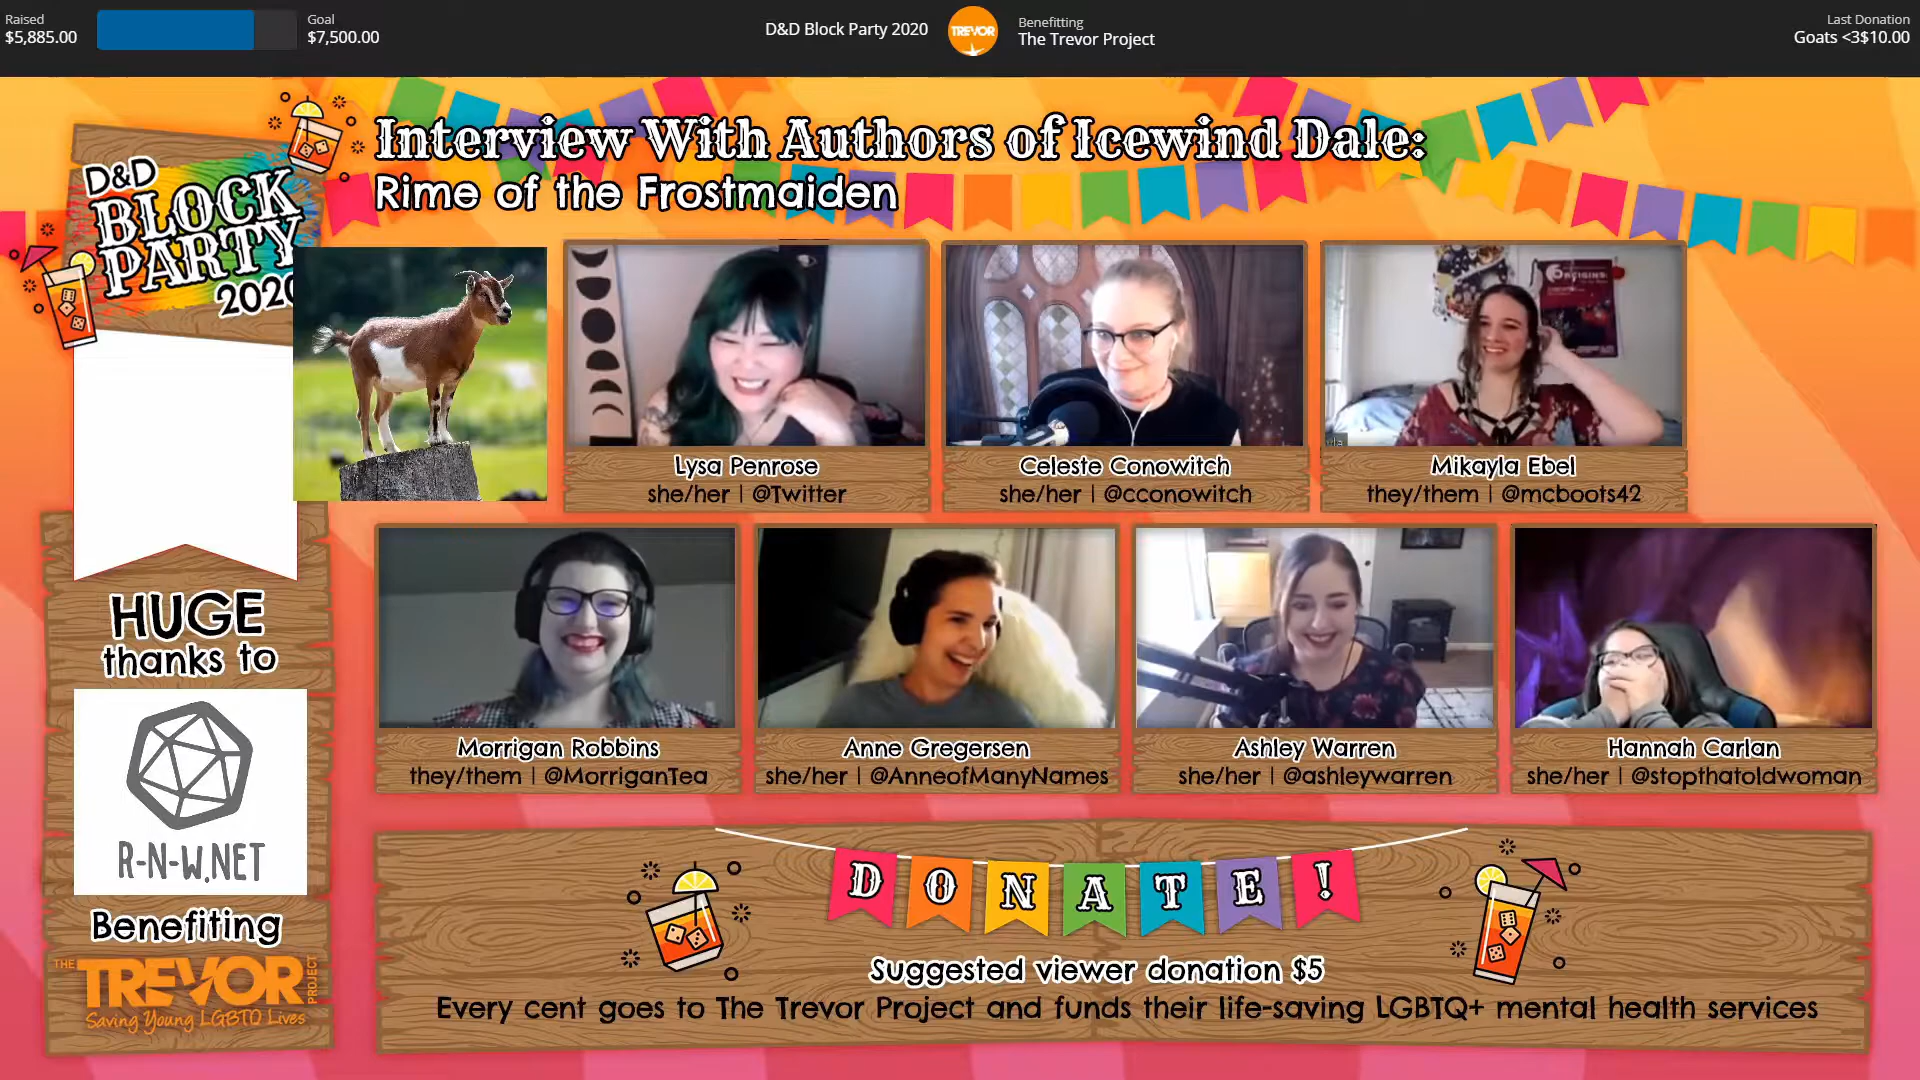 Raised
$5,885.00
Goal
$7,500.00
D&D Block Party 2020
TREVOR
Benefitting
The Trevor Project
Last Donation
Goats <3$10.00
D&D
BLOCK
PARTY
2020
Interview With Authors of Icewind Dale:
Rime of the Frostmaiden
ORIGINS
Lysa Penrose
she/her | @Twitter
Celeste Conowitch
she/her | @cconowitch
Mikayla Ebel
they/them | @mcboots42
Morrigan Robbins
they/them | @MorriganTea
Anne Gregersen
she/her | @AnneofManyNames
Ashley Warren
she/her | @ashleywarren
Hannah Carlan
she/her | @stopthatoldwoman
HUGE
thanks to
R-N-W.NET
Benefiting
THE TREVOR PROJECT
Saving Young LGBTQ Lives
DONATE!
Suggested viewer donation $5
Every cent goes to The Trevor Project and funds their life-saving LGBTQ+ mental health services